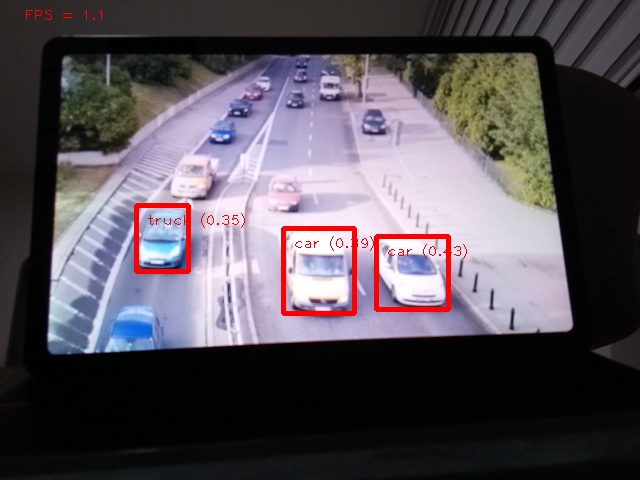 FPS = 1.1
truck (0.35)
car (0.39)
car (0.43)